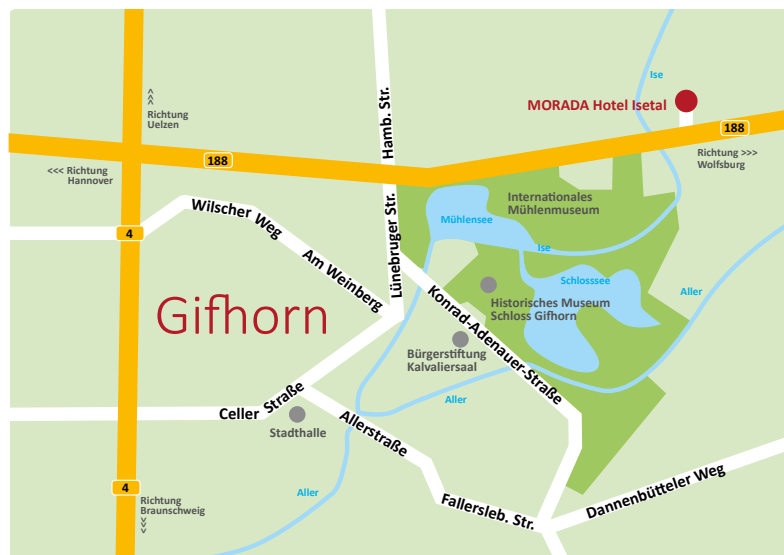 Ise
MORADA Hotel Isetal
188
Richtung >>>
Wolfsburg
<<<
Richtung
Uelzen
Hamb. Str.
188
<<< Richtung
Hannover
Wilscher Weg
4
Am Weinberg
Lünebruger Str.
Mühlensee
Internationales
Mühlenmuseum
Ise
Schlosssee
Aller
Gifhorn
Historisches Museum
Schloss Gifhorn
Konrad-Adenauer-Straße
Bürgerstiftung
Kalvaliersaal
Aller
Celler Straße
Stadthalle
Allerstraße
Aller
Fallersleb. Str.
Dannenbütteler Weg
4
Richtung
Braunschweig
>>>